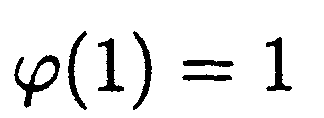 φ(1) = 1